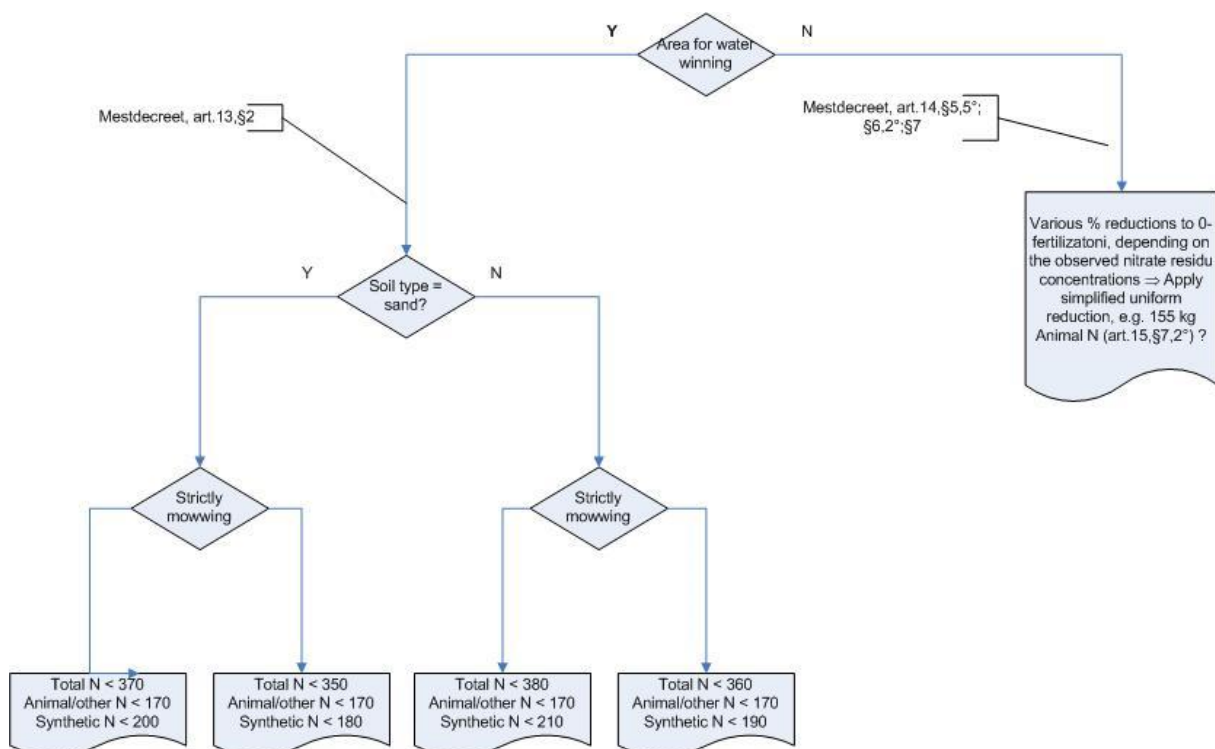 Y
Area for water
winning
N
Mestdecreet, art.13,§2
Mestdecreet, art.14,§5,5°;
§6,2°;§7
Various % reductions to 0-
fertilizatoni, depending on
the observed nitrate residu
concentrations ⇒ Apply
simplified uniform
reduction, e.g. 155 kg
Animal N (art.15,§7,2°) ?
Y
Soil type =
sand?
N
Strictly
mowwing
Strictly
mowwing
Total N < 370
Animal/other N < 170
Synthetic N < 200
Total N < 350
Animal/other N < 170
Synthetic N < 180
Total N < 380
Animal/other N < 170
Synthetic N < 210
Total N < 360
Animal/other N < 170
Synthetic N < 190